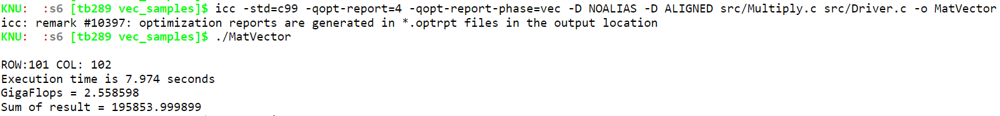 KNU:  :s6 [tb289 vec_samples]$ icc -std=c99 -qopt-report=4 -qopt-report-phase=vec -D NOALIAS -D ALIGNED src/Multiply.c src/Driver.c -o MatVector
icc: remark #10397: optimization reports are generated in *.optrpt files in the output location
KNU:  :s6 [tb289 vec_samples]$ ./MatVector
ROW:101 COL: 102
Execution time is 7.974 seconds
GigaFlops = 2.558598
Sum of result = 195853.999899